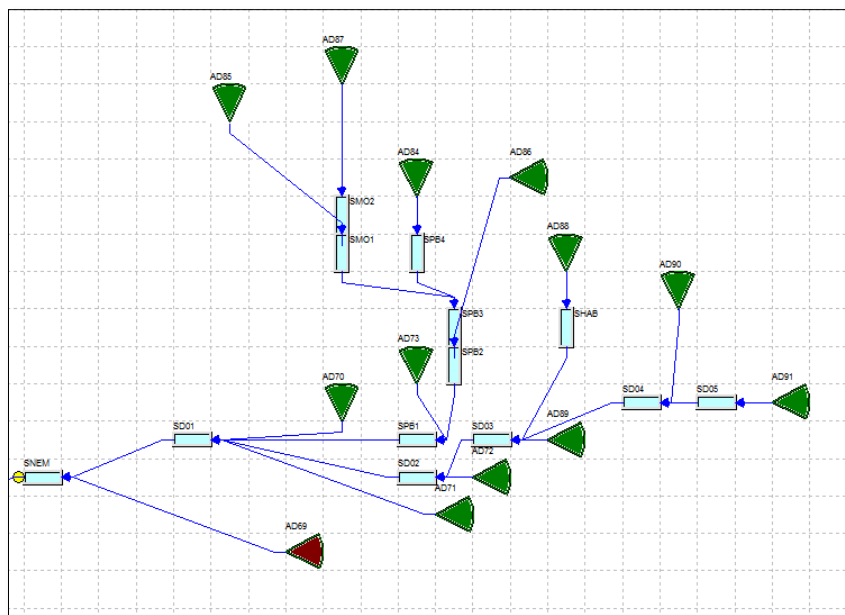 AD87
AD85
AD84
AD86
SMO2
SMO1
SPB4
AD88
AD90
SPB3
SHAB
AD73
SPB2
AD70
AD91
SD04
SD05
AD89
SD01
SPB1
SD03
AD72
SNEM
SD02
AD71
AD69